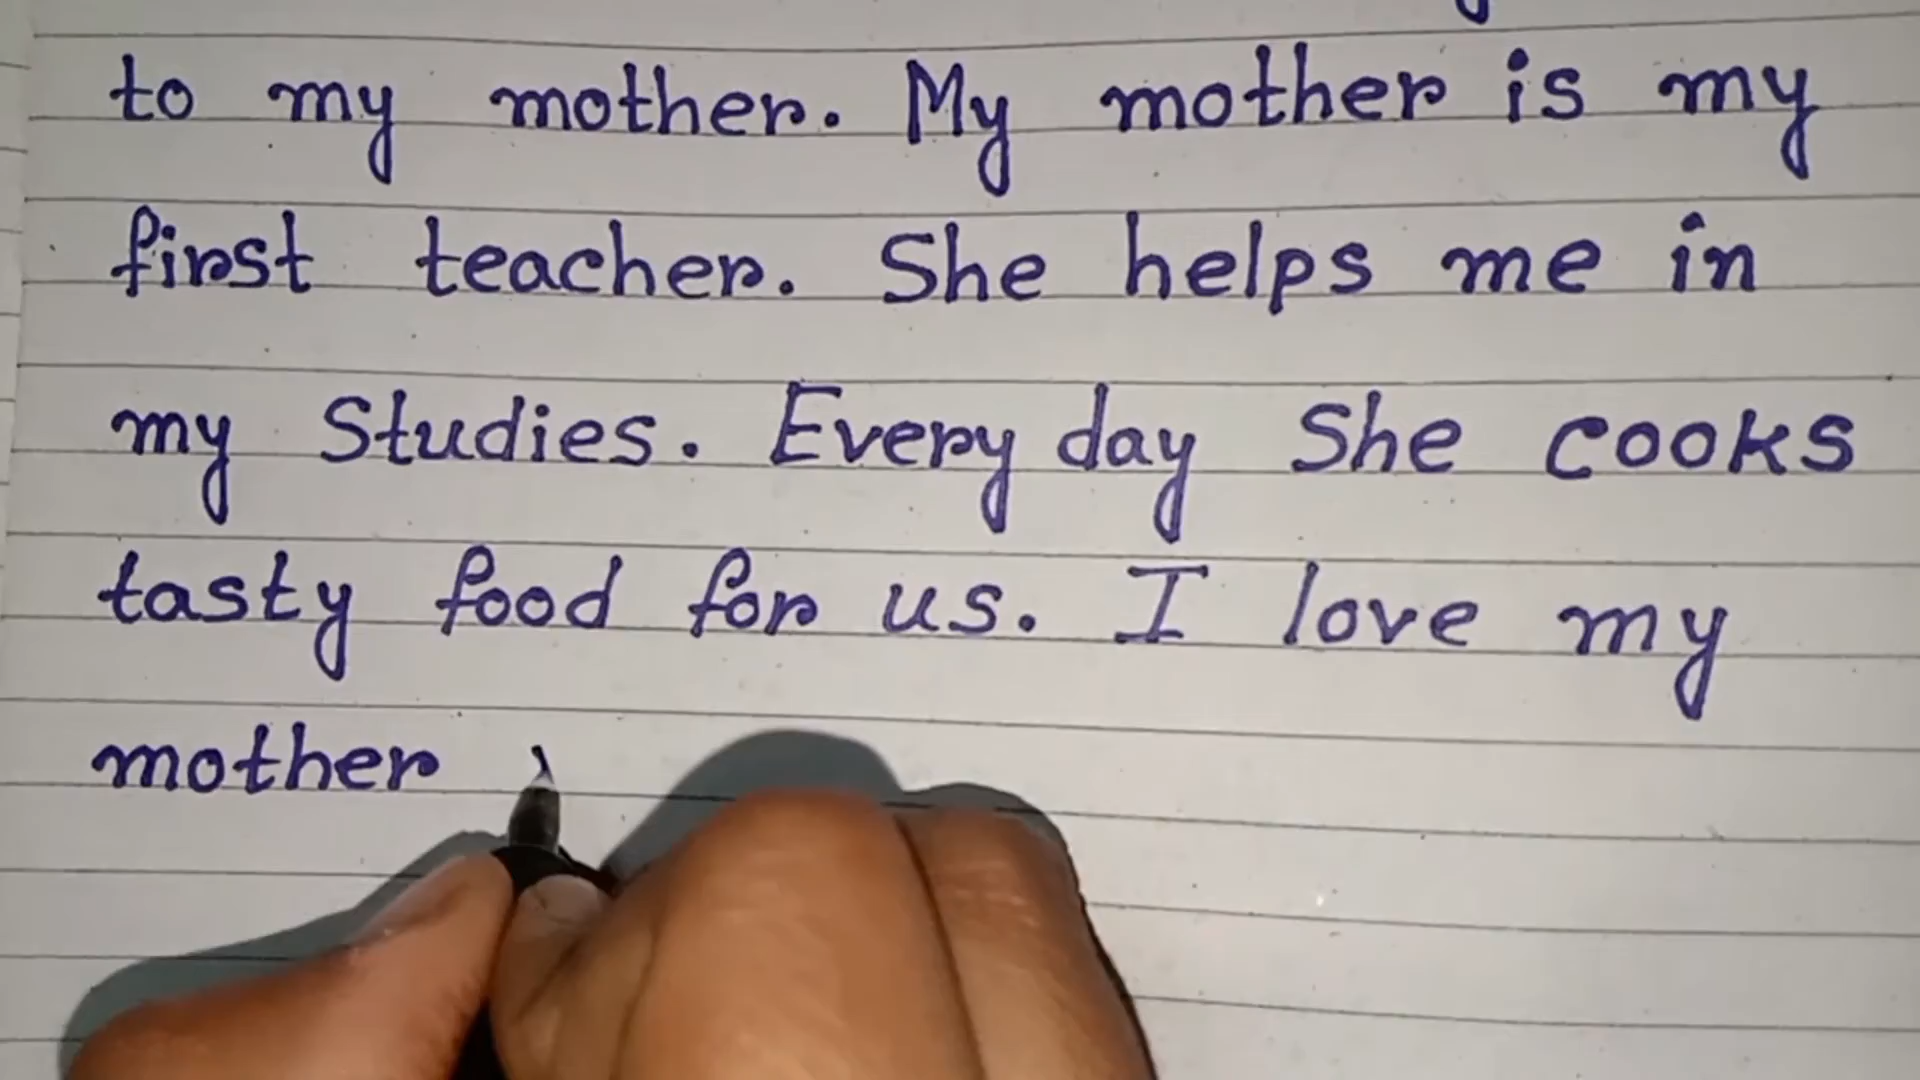 to my mother. My mother is my
first teacher. She helps me in
my Studies. Every day She cooks
tasty food for us. I love my
mother